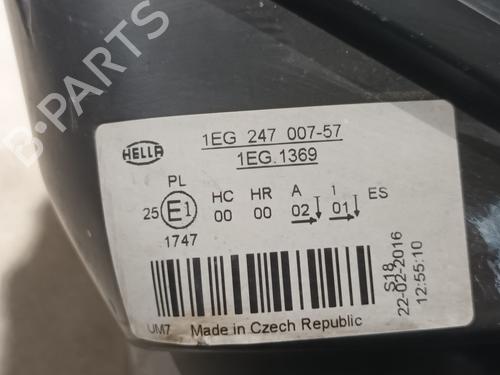 B-PARTS
HELLA
1EG 247 007-57
1EG.1369
PL
HC HR A 1 ES
25 E1 00 00 02 01
1747
S18
22-02-2016
12:55:10
UM7 Made in Czech Republic